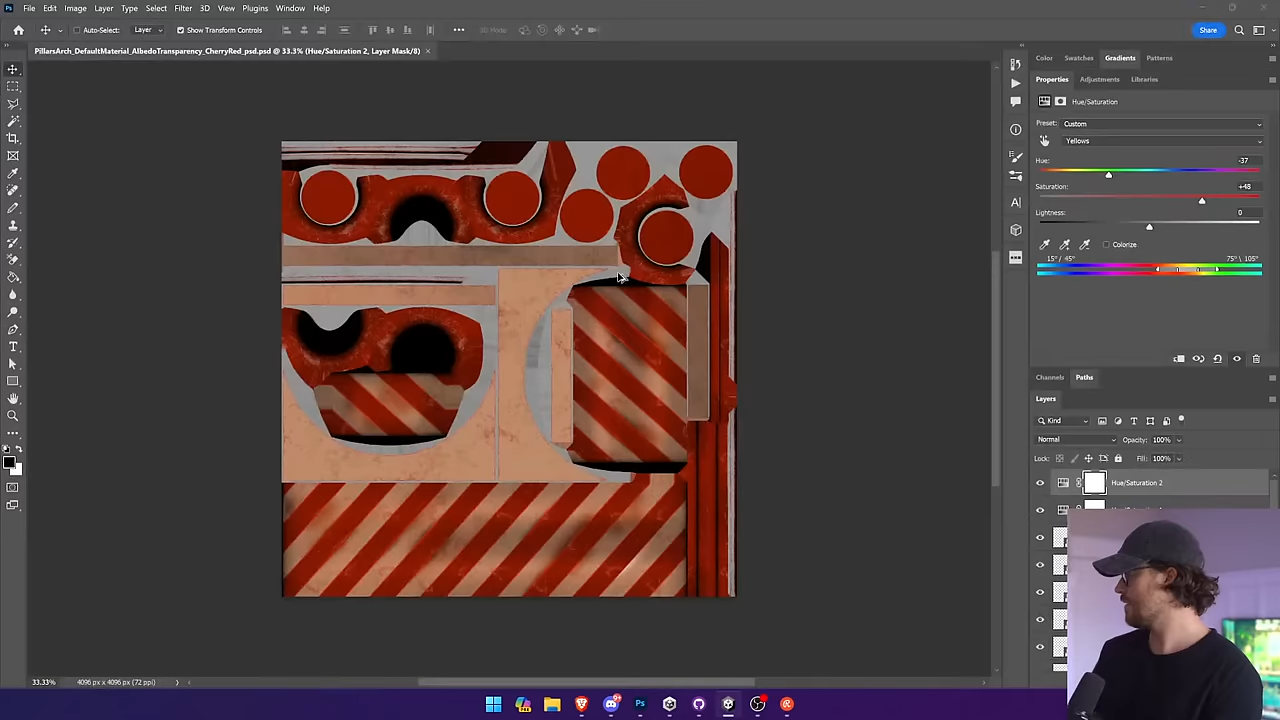 Ps File Edit Image Layer Type Select Filter 3D View Plugins Window Help
Auto-Select: Layer Show Transform Controls 3D Mode Share
PillarsArch_DefaultMaterial_AlbedoTransparency_CherryRed_psd.psd @ 33.3% (Hue/Saturation 2, Layer Mask/8)
Color Swatches Gradients Patterns
Properties Adjustments Libraries
Hue/Saturation
Preset: Custom
Yellows
Hue: -37
Saturation: +48
Lightness: 0
Colorize
15° / 45° 75° \ 105°
Channels Paths
Layers
Kind
Normal Opacity: 100%
Lock: Fill: 100%
Hue/Saturation 2
33.33% 4096 px x 4096 px (72 ppi)